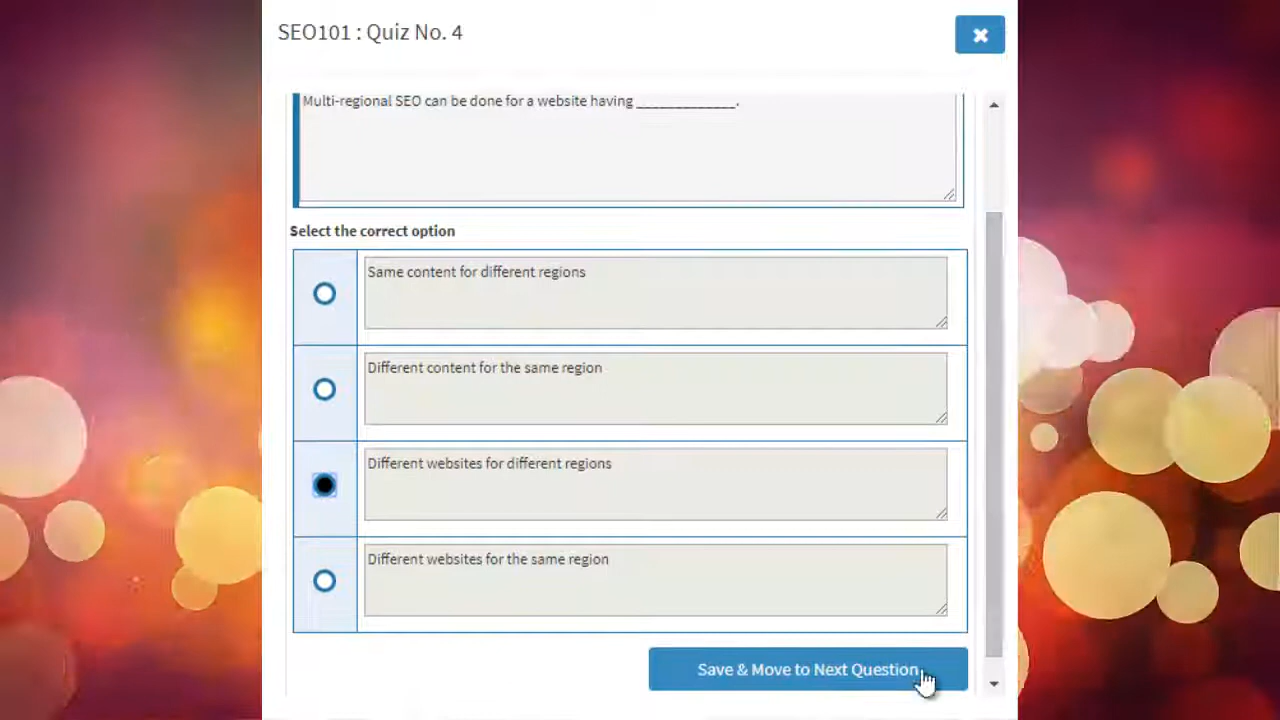 SEO101 : Quiz No. 4
Multi-regional SEO can be done for a website having _____________.
Select the correct option
Same content for different regions
Different content for the same region
Different websites for different regions
Different websites for the same region
Save & Move to Next Question